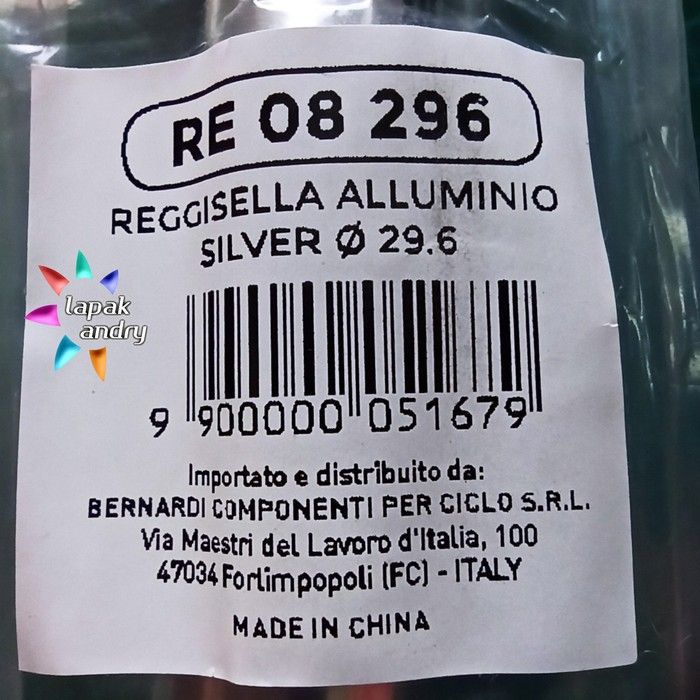 RE 08 296
REGGISELLA ALLUMINIO
SILVER Ø 29.6
lapak
andry
9 900000 051679
Importato e distribuito da:
BERNARDI COMPONENTI PER CICLO S.R.L.
Via Maestri del Lavoro d'Italia, 100
47034 Forlimpopoli (FC) - ITALY
MADE IN CHINA